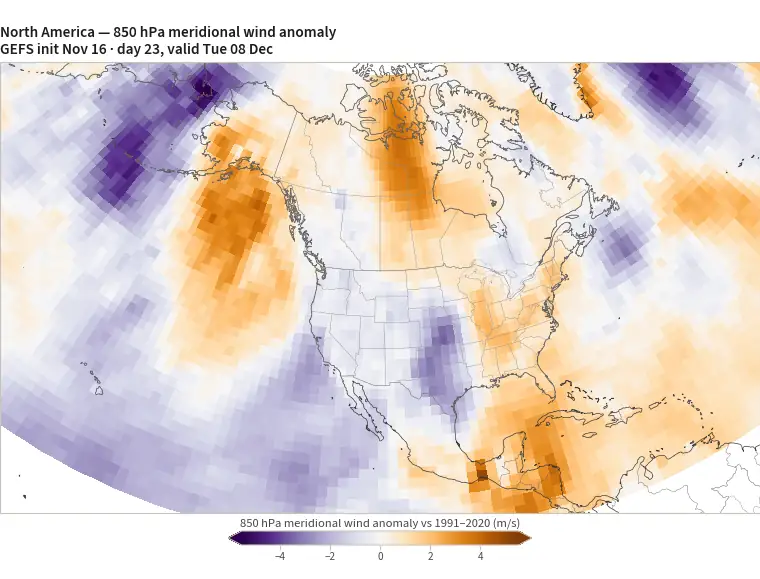 North America — 850 hPa meridional wind anomaly
GEFS init Nov 16 · day 23, valid Tue 08 Dec
850 hPa meridional wind anomaly vs 1991–2020 (m/s)
−4 −2 0 2 4